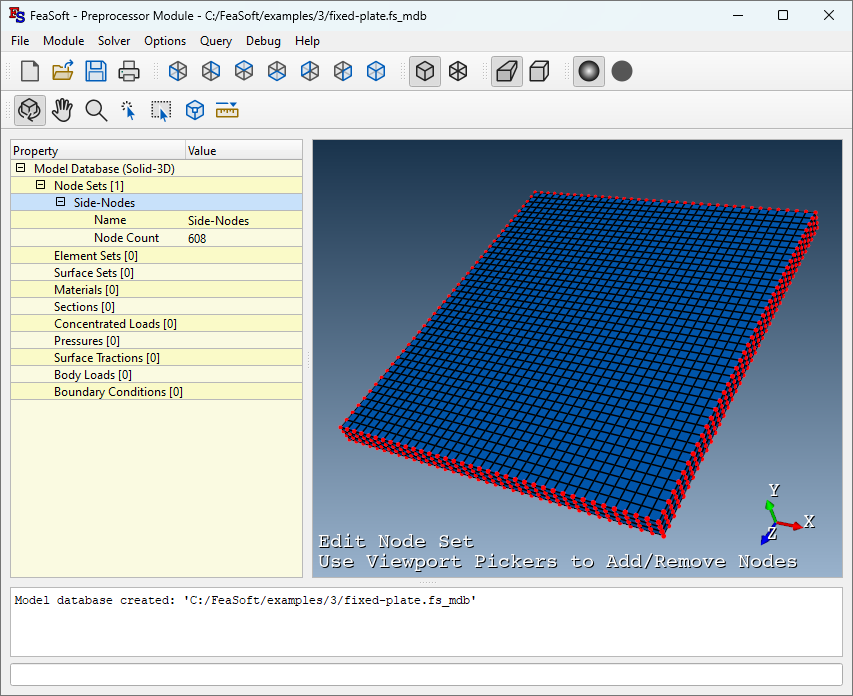 FeaSoft - Preprocessor Module - C:/FeaSoft/examples/3/fixed-plate.fs_mdb
File Module Solver Options Query Debug Help
Property Value
Model Database (Solid-3D)
Node Sets [1]
Side-Nodes
Name Side-Nodes
Node Count 608
Element Sets [0]
Surface Sets [0]
Materials [0]
Sections [0]
Concentrated Loads [0]
Pressures [0]
Surface Tractions [0]
Body Loads [0]
Boundary Conditions [0]
Y
X
Z
Edit Node Set
Use Viewport Pickers to Add/Remove Nodes
Model database created: 'C:/FeaSoft/examples/3/fixed-plate.fs_mdb'